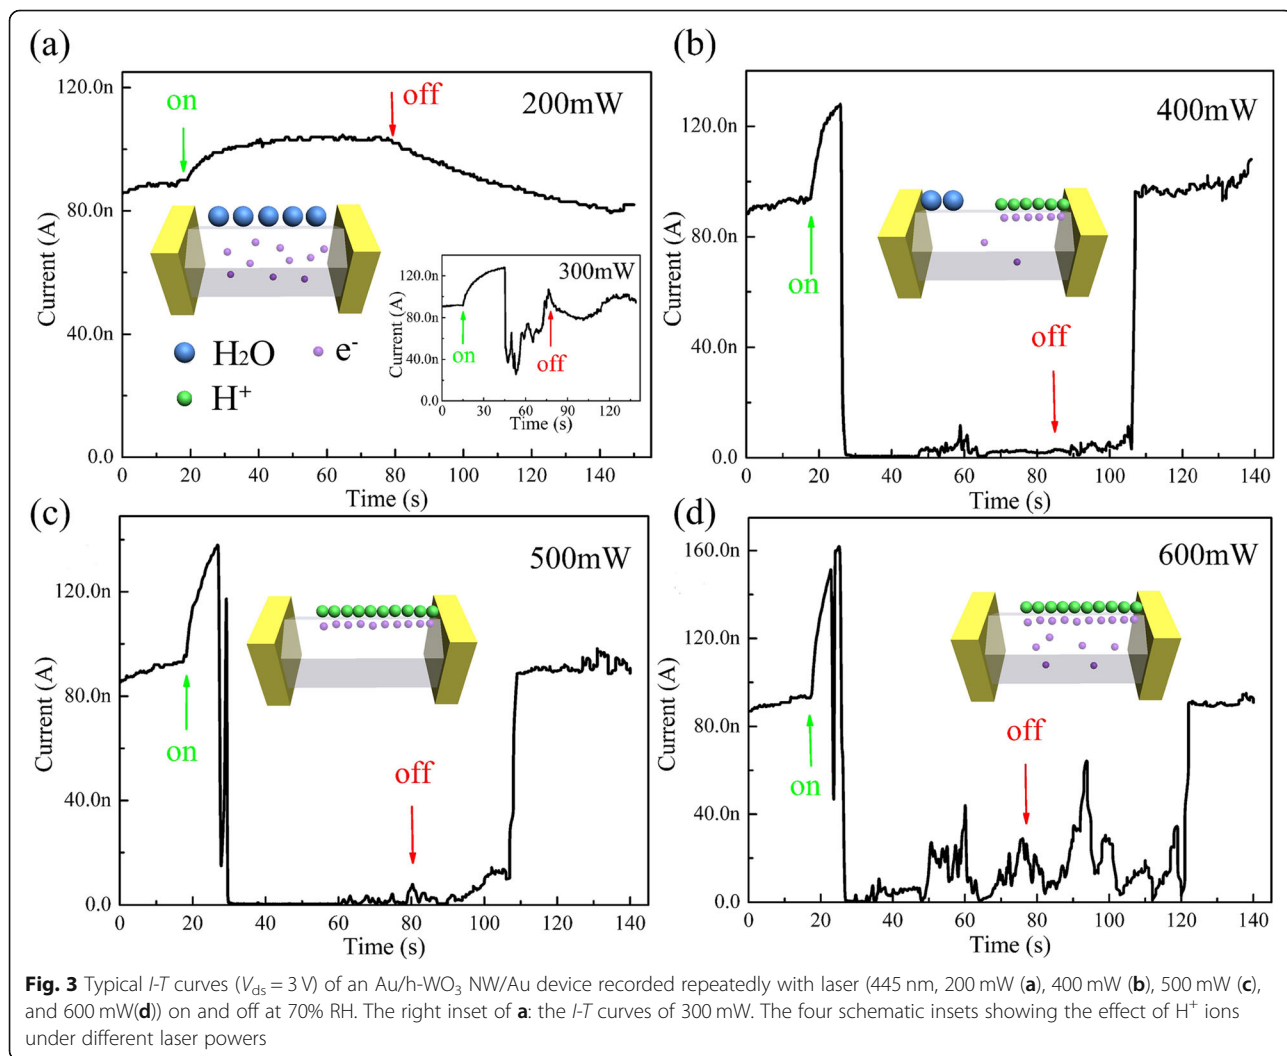 (a)
200mW
on
off
120.0n
100.0n
80.0n
60.0n
40.0n
0.0
Current (A)
H2O
e-
H+
0 20 40 60 80 100 120 140
Time (s)
300mW
120.0n
80.0n
40.0n
0.0
Current (A)
on
off
0 30 60 90 120
Time (s)
(b)
400mW
120.0n
80.0n
40.0n
0.0
Current (A)
on
off
0 20 40 60 80 100 120 140
Time (s)
(c)
500mW
120.0n
80.0n
40.0n
0.0
Current (A)
on
off
0 20 40 60 80 100 120 140
Time (s)
(d)
600mW
160.0n
120.0n
80.0n
40.0n
0.0
Current (A)
on
off
0 20 40 60 80 100 120 140
Time (s)
Fig. 3 Typical I-T curves (Vds = 3 V) of an Au/h-WO3 NW/Au device recorded repeatedly with laser (445 nm, 200 mW (a), 400 mW (b), 500 mW (c),
and 600 mW(d)) on and off at 70% RH. The right inset of a: the I-T curves of 300 mW. The four schematic insets showing the effect of H+ ions
under different laser powers